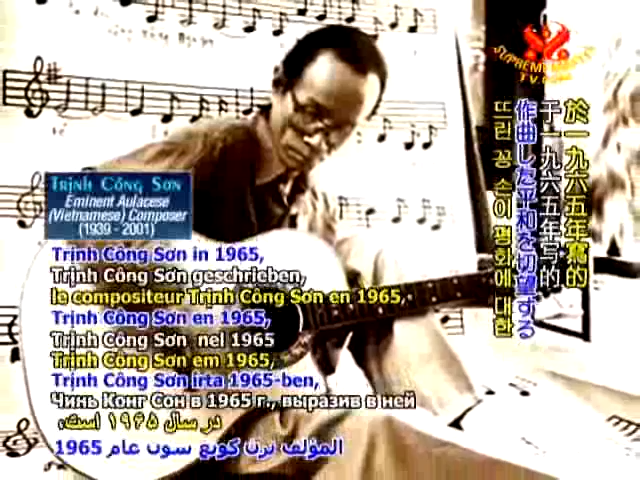 SUPREME MASTER
TV.COM
Trịnh Công Sơn
Eminent Aulacese
(Vietnamese) Composer
(1939 - 2001)
Trịnh Công Sơn in 1965,
Trịnh Công Sơn geschrieben,
le compositeur Trịnh Công Sơn en 1965,
Trịnh Công Sơn en 1965,
Trịnh Công Sơn nel 1965
Trịnh Công Sơn em 1965,
Trịnh Công Sơn írta 1965-ben,
Чинь Конг Сон в 1965 г., выразив в ней
در سال ۱۹۶۵ است،
المؤلف ترن كونغ سون عام 1965
於一九六五年寫的
于一九六五年写的
作曲した平和を切望する
뜨린 꽁 손이 평화에 대한